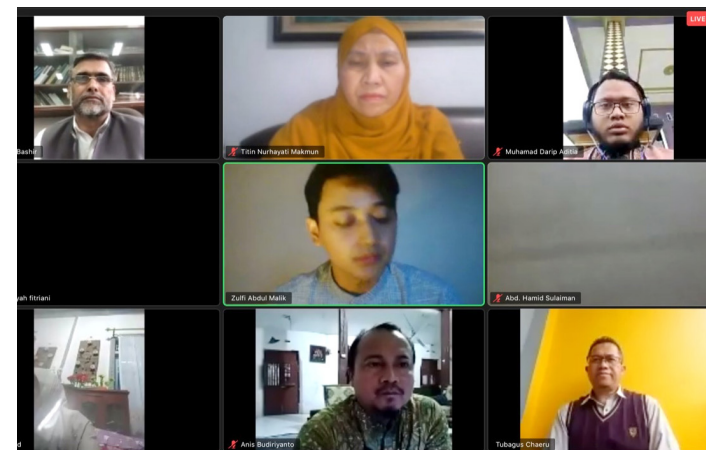 LIVE
Bashir
Titin Nurhayati Makmun
Muhamad Darip Aditia
yah fitriani
Zulfi Abdul Malik
Abd. Hamid Sulaiman
d
Anis Budiriyanto
Tubagus Chaeru